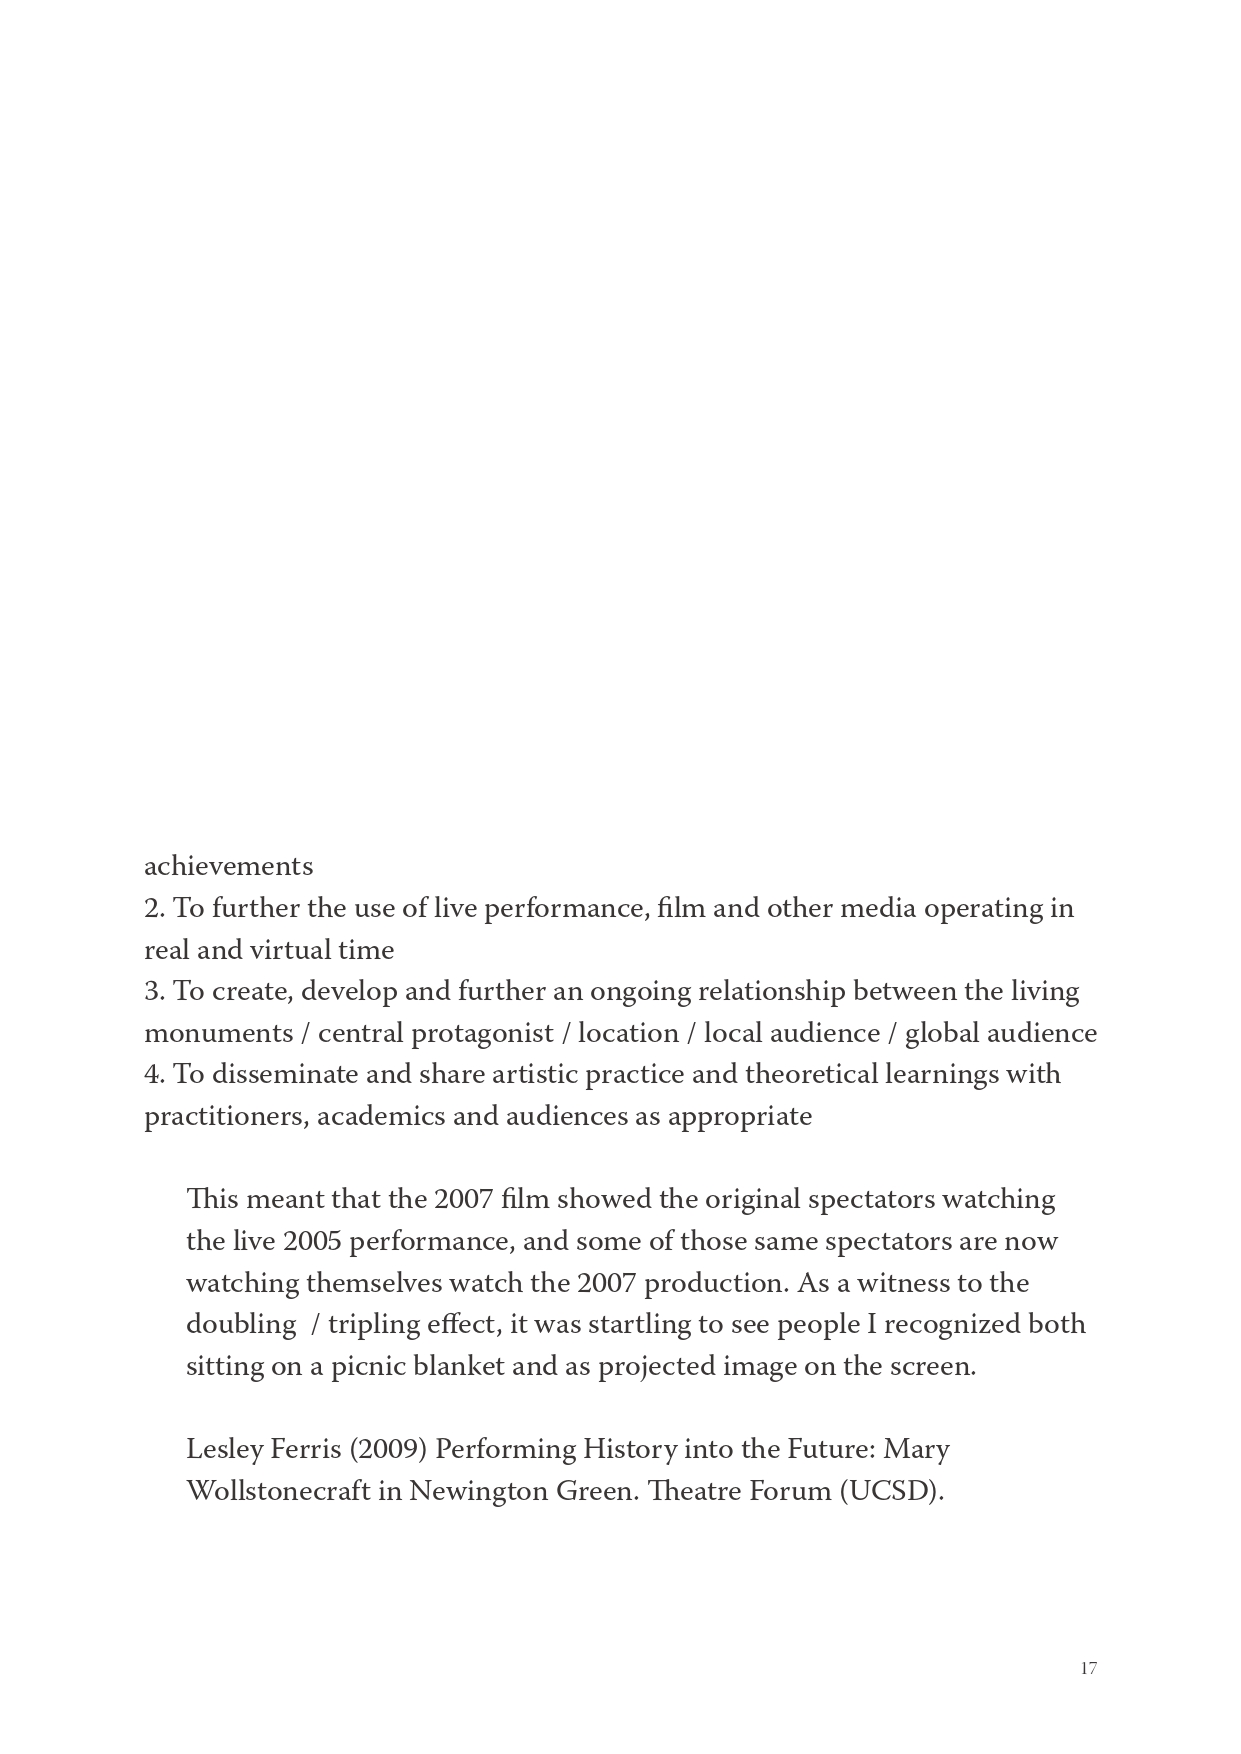 achievements
2. To further the use of live performance, film and other media operating in
real and virtual time
3. To create, develop and further an ongoing relationship between the living
monuments / central protagonist / location / local audience / global audience
4. To disseminate and share artistic practice and theoretical learnings with
practitioners, academics and audiences as appropriate
This meant that the 2007 film showed the original spectators watching
the live 2005 performance, and some of those same spectators are now
watching themselves watch the 2007 production. As a witness to the
doubling  / tripling effect, it was startling to see people I recognized both
sitting on a picnic blanket and as projected image on the screen.
Lesley Ferris (2009) Performing History into the Future: Mary
Wollstonecraft in Newington Green. Theatre Forum (UCSD).
17